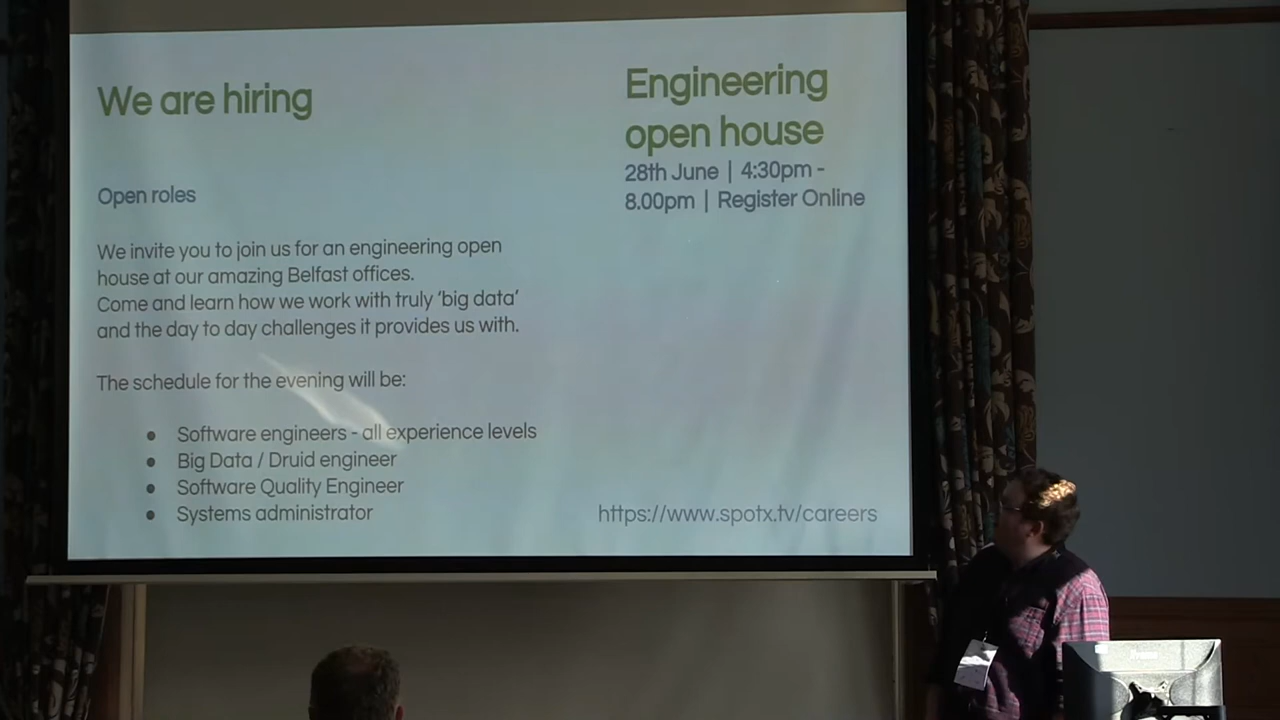 We are hiring
Open roles
We invite you to join us for an engineering open
house at our amazing Belfast offices.
Come and learn how we work with truly ‘big data’
and the day to day challenges it provides us with.
The schedule for the evening will be:
● Software engineers - all experience levels
● Big Data / Druid engineer
● Software Quality Engineer
● Systems administrator
Engineering
open house
28th June | 4:30pm -
8.00pm | Register Online
https://www.spotx.tv/careers